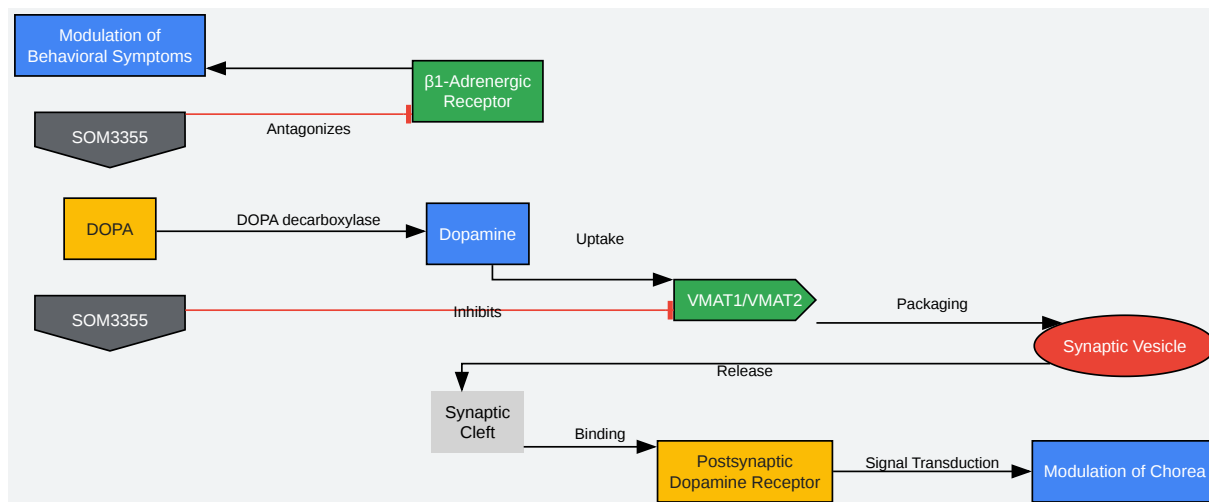 Modulation of
Behavioral Symptoms
β1-Adrenergic
Receptor
SOM3355
Antagonizes
DOPA
DOPA decarboxylase
Dopamine
Uptake
SOM3355
Inhibits
VMAT1/VMAT2
Packaging
Synaptic Vesicle
Release
Synaptic
Cleft
Binding
Postsynaptic
Dopamine Receptor
Signal Transduction
Modulation of Chorea